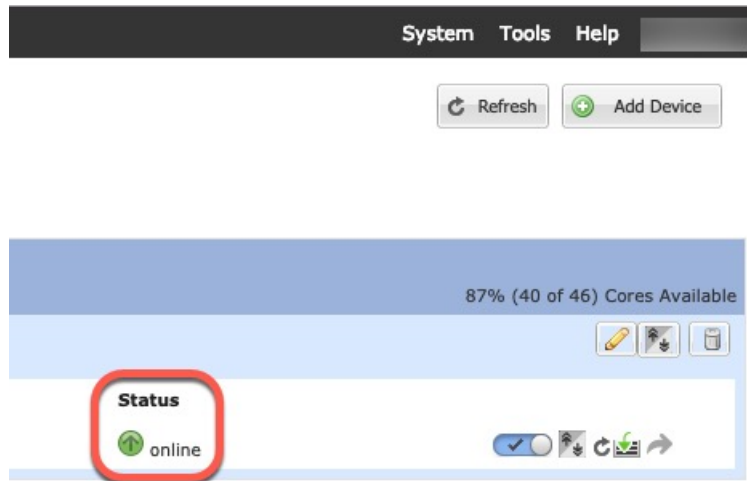 System Tools Help
Refresh Add Device
87% (40 of 46) Cores Available
Status
online